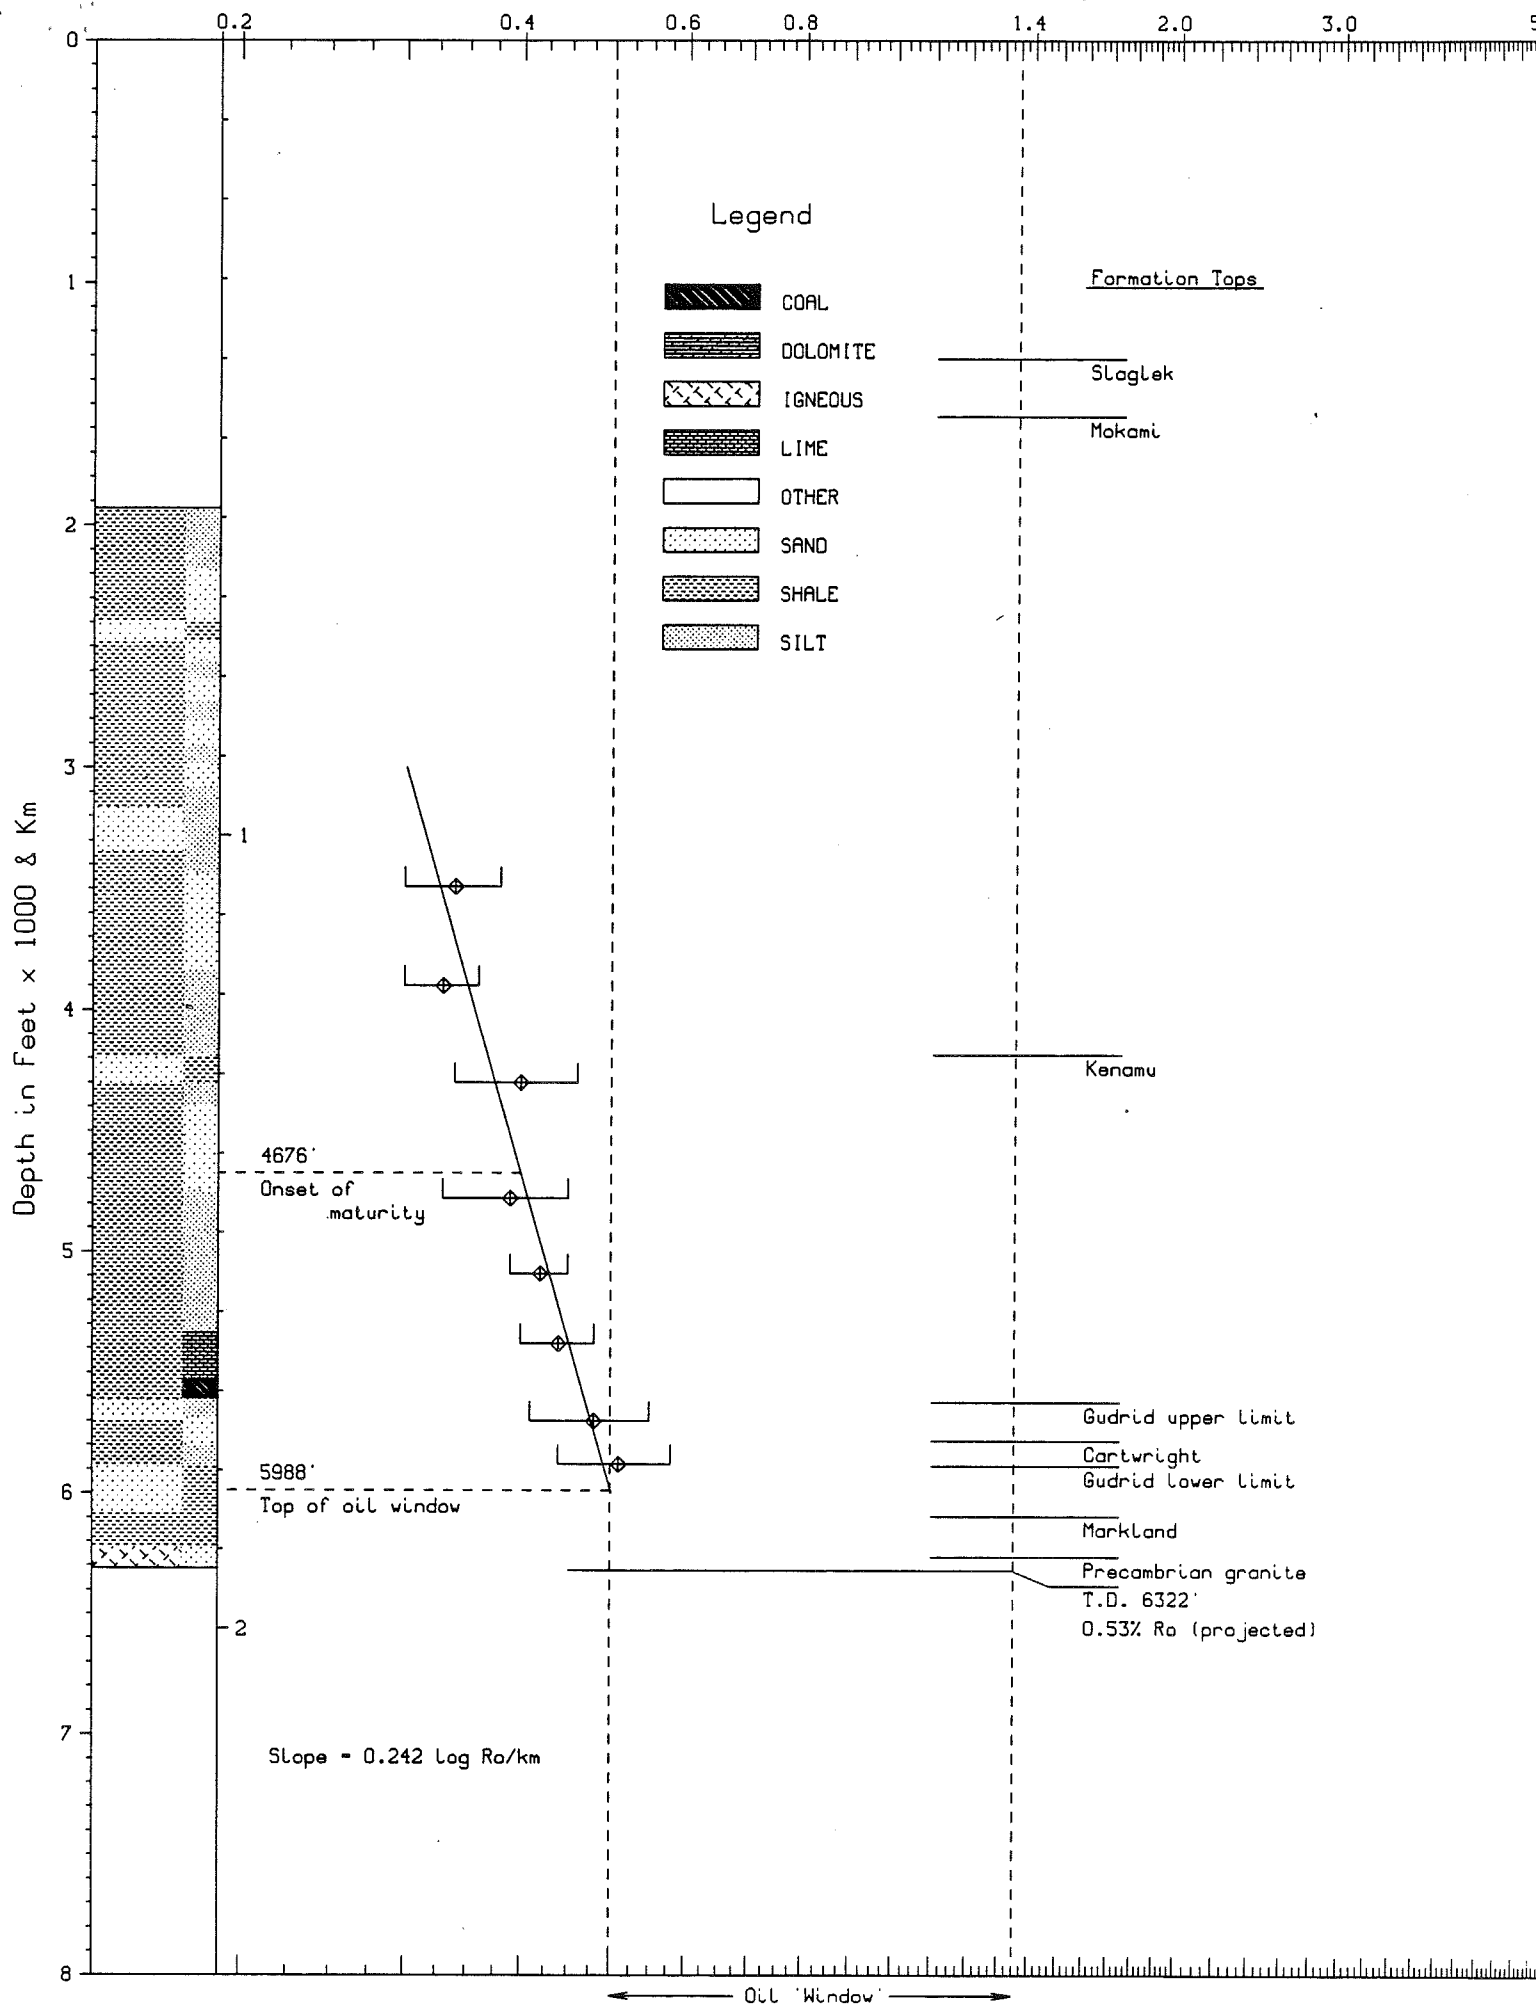 0.2 0.4 0.6 0.8 1.4 2.0 3.0
0
Legend
1
Formation Tops
COAL
DOLOMITE
Slaglek
IGNEOUS
Mokami
LIME
OTHER
2
SAND
SHALE
SILT
3
Depth in Feet x 1000 & Km
1
4
Kenamu
4676'
Onset of
maturity
5
Gudrid upper limit
Cartwright
5988'
Gudrid lower limit
6
Top of oil window
Markland
Precambrian granite
T.D. 6322'
2
0.53% Ro (projected)
7
Slope = 0.242 log Ro/km
8
Oil 'Window'